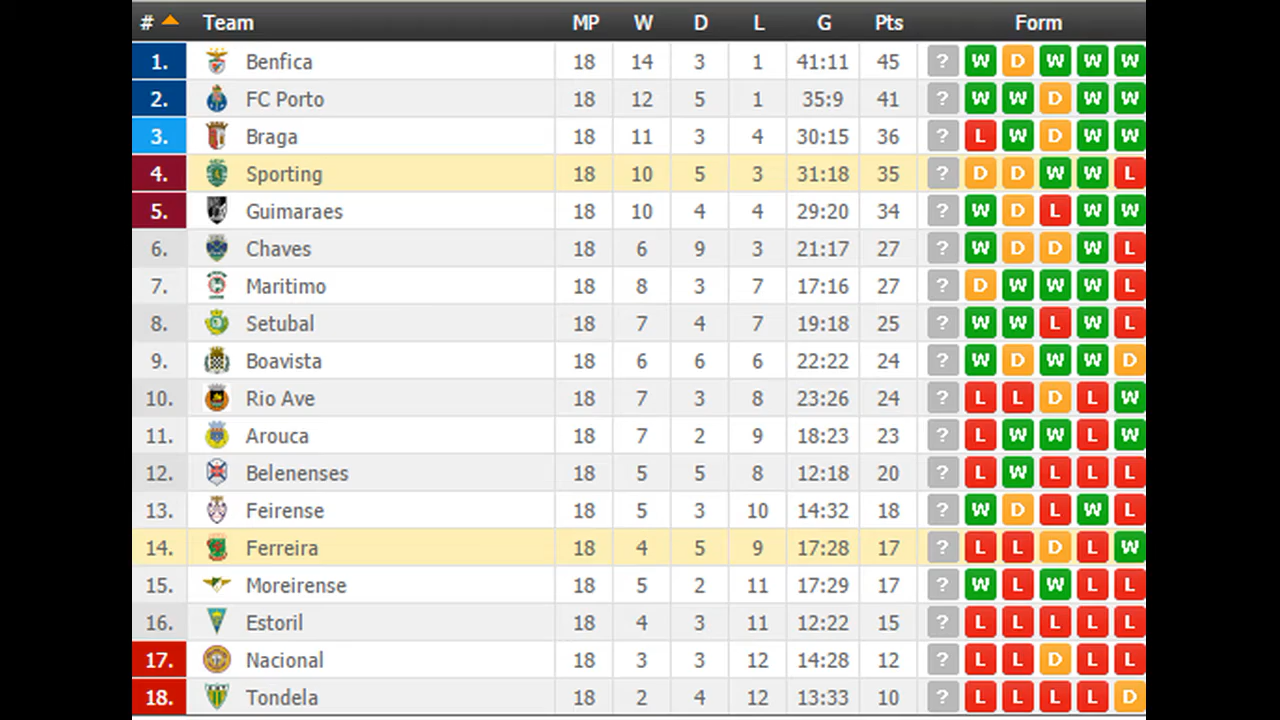 # Team MP W D L G Pts Form
1. Benfica 18 14 3 1 41:11 45 ? W D W W W
2. FC Porto 18 12 5 1 35:9 41 ? W W D W W
3. Braga 18 11 3 4 30:15 36 ? L W D W W
4. Sporting 18 10 5 3 31:18 35 ? D D W W L
5. Guimaraes 18 10 4 4 29:20 34 ? W D L W W
6. Chaves 18 6 9 3 21:17 27 ? W D D W L
7. Maritimo 18 8 3 7 17:16 27 ? D W W W L
8. Setubal 18 7 4 7 19:18 25 ? W W L W L
9. Boavista 18 6 6 6 22:22 24 ? W D W W D
10. Rio Ave 18 7 3 8 23:26 24 ? L L D L W
11. Arouca 18 7 2 9 18:23 23 ? L W W L W
12. Belenenses 18 5 5 8 12:18 20 ? L W L L L
13. Feirense 18 5 3 10 14:32 18 ? W D L W L
14. Ferreira 18 4 5 9 17:28 17 ? L L D L W
15. Moreirense 18 5 2 11 17:29 17 ? W L W L L
16. Estoril 18 4 3 11 12:22 15 ? L L L L L
17. Nacional 18 3 3 12 14:28 12 ? L L D L L
18. Tondela 18 2 4 12 13:33 10 ? L L L L D